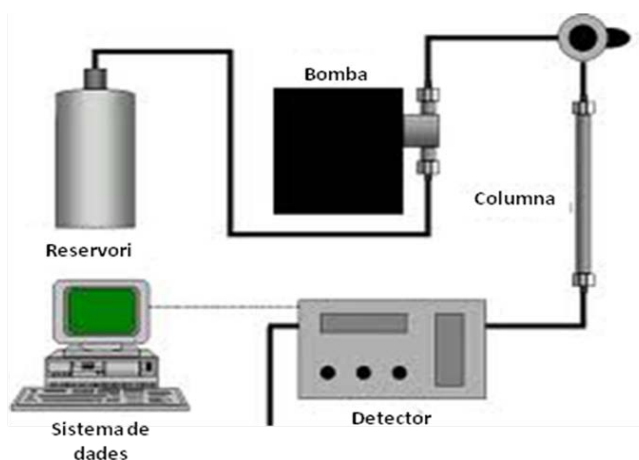 Bomba
Columna
Reservori
Detector
Sistema de
dades